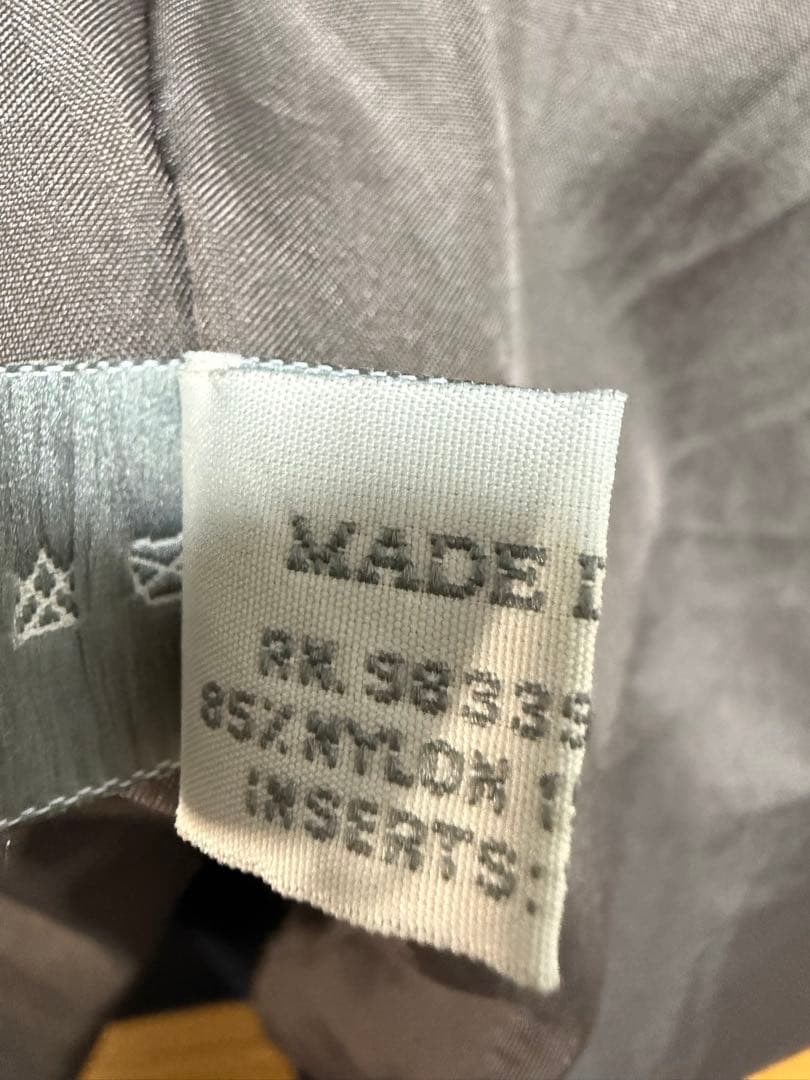 MADE I
RN. 98339
85% NYLON 1
INSERTS: